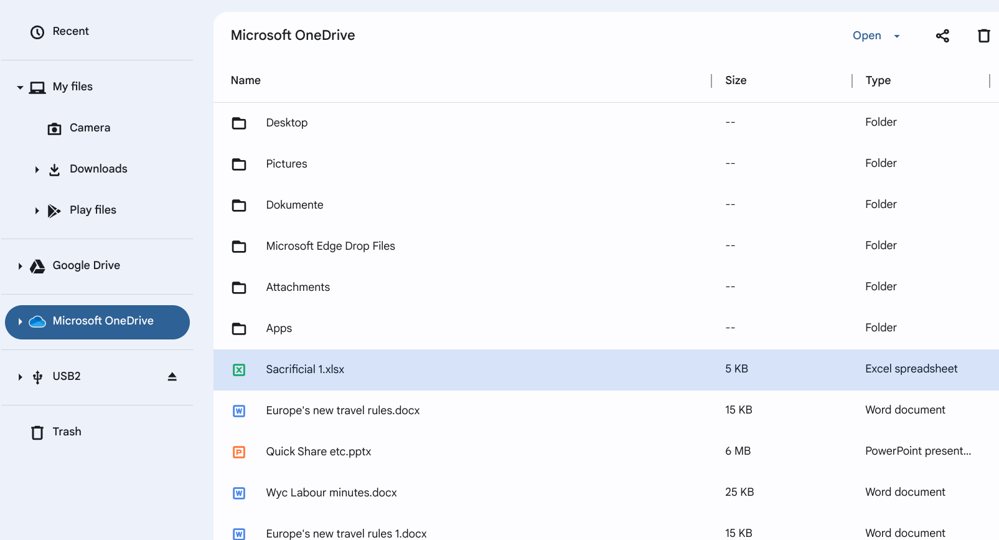 Recent
My files
Camera
Downloads
Play files
Google Drive
Microsoft OneDrive
USB2
Trash
Microsoft OneDrive
Open
Name Size Type
Desktop -- Folder
Pictures -- Folder
Dokumente -- Folder
Microsoft Edge Drop Files -- Folder
Attachments -- Folder
Apps -- Folder
Sacrificial 1.xlsx 5 KB Excel spreadsheet
Europe's new travel rules.docx 15 KB Word document
Quick Share etc.pptx 6 MB PowerPoint present...
Wyc Labour minutes.docx 25 KB Word document
Europe's new travel rules 1.docx 15 KB Word document